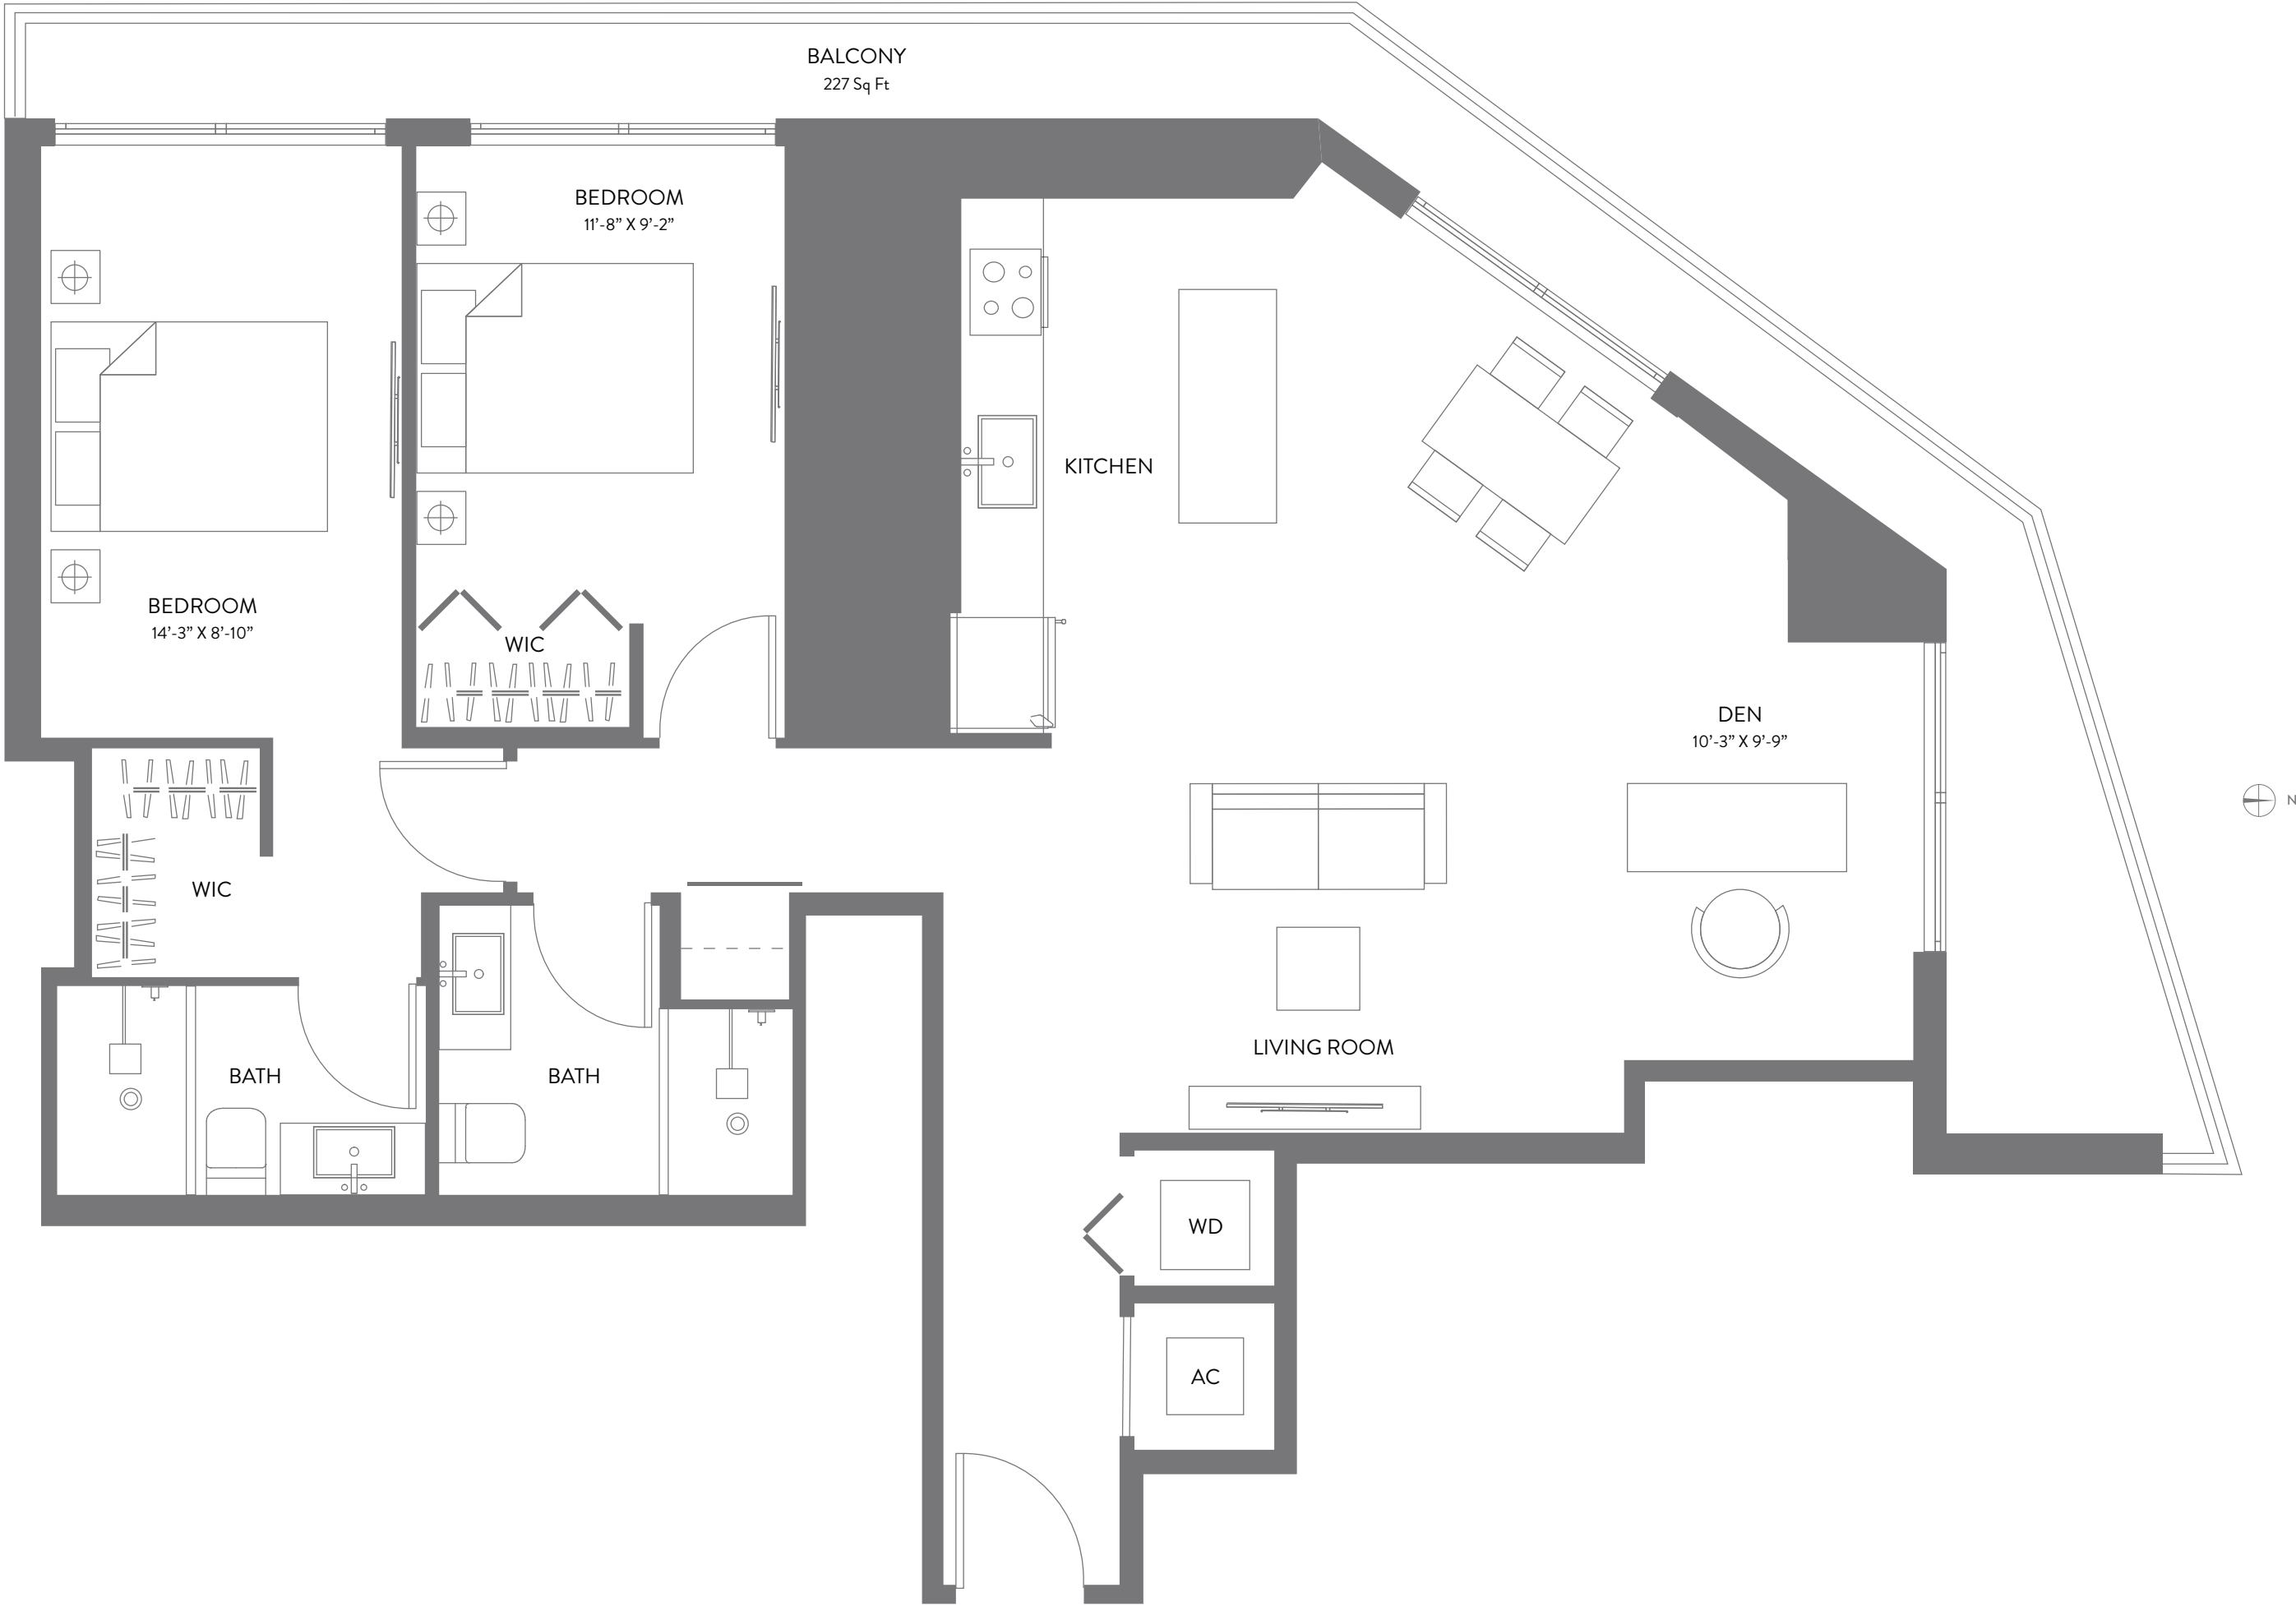 BALCONY
227 Sq Ft
BEDROOM
11’-8” X 9’-2”
KITCHEN
BEDROOM
14’-3” X 8’-10”
WIC
DEN
10’-3” X 9’-9”
N
WIC
LIVING ROOM
BATH
BATH
WD
AC